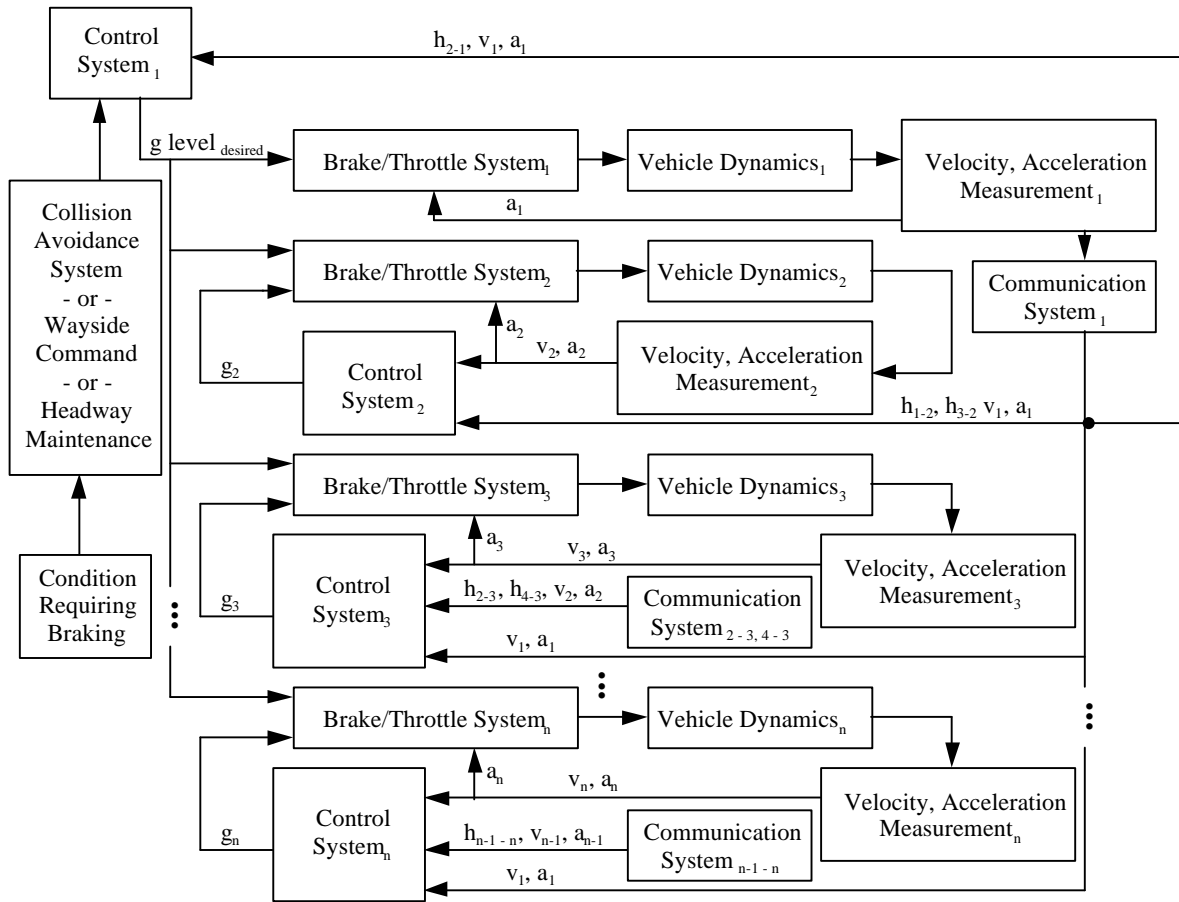 Control
System 1
h2-1, v1, a1
g level desired
Brake/Throttle System1
Vehicle Dynamics1
Velocity, Acceleration
Measurement1
a1
Collision
Avoidance
System
- or -
Wayside
Command
- or -
Headway
Maintenance
Brake/Throttle System2
Vehicle Dynamics2
Communication
System 1
a2
v2, a2
g2
Control
System 2
Velocity, Acceleration
Measurement2
h1-2, h3-2 v1, a1
Brake/Throttle System3
Vehicle Dynamics3
a3
v3, a3
g3
Control
System3
h2-3, h4-3, v2, a2
Communication
System 2 - 3, 4 - 3
Velocity, Acceleration
Measurement3
v1, a1
Condition
Requiring
Braking
Brake/Throttle Systemn
Vehicle Dynamicsn
an
vn, an
gn
Control
Systemn
hn-1 - n, vn-1, an-1
Communication
System n-1 - n
Velocity, Acceleration
Measurementn
v1, a1